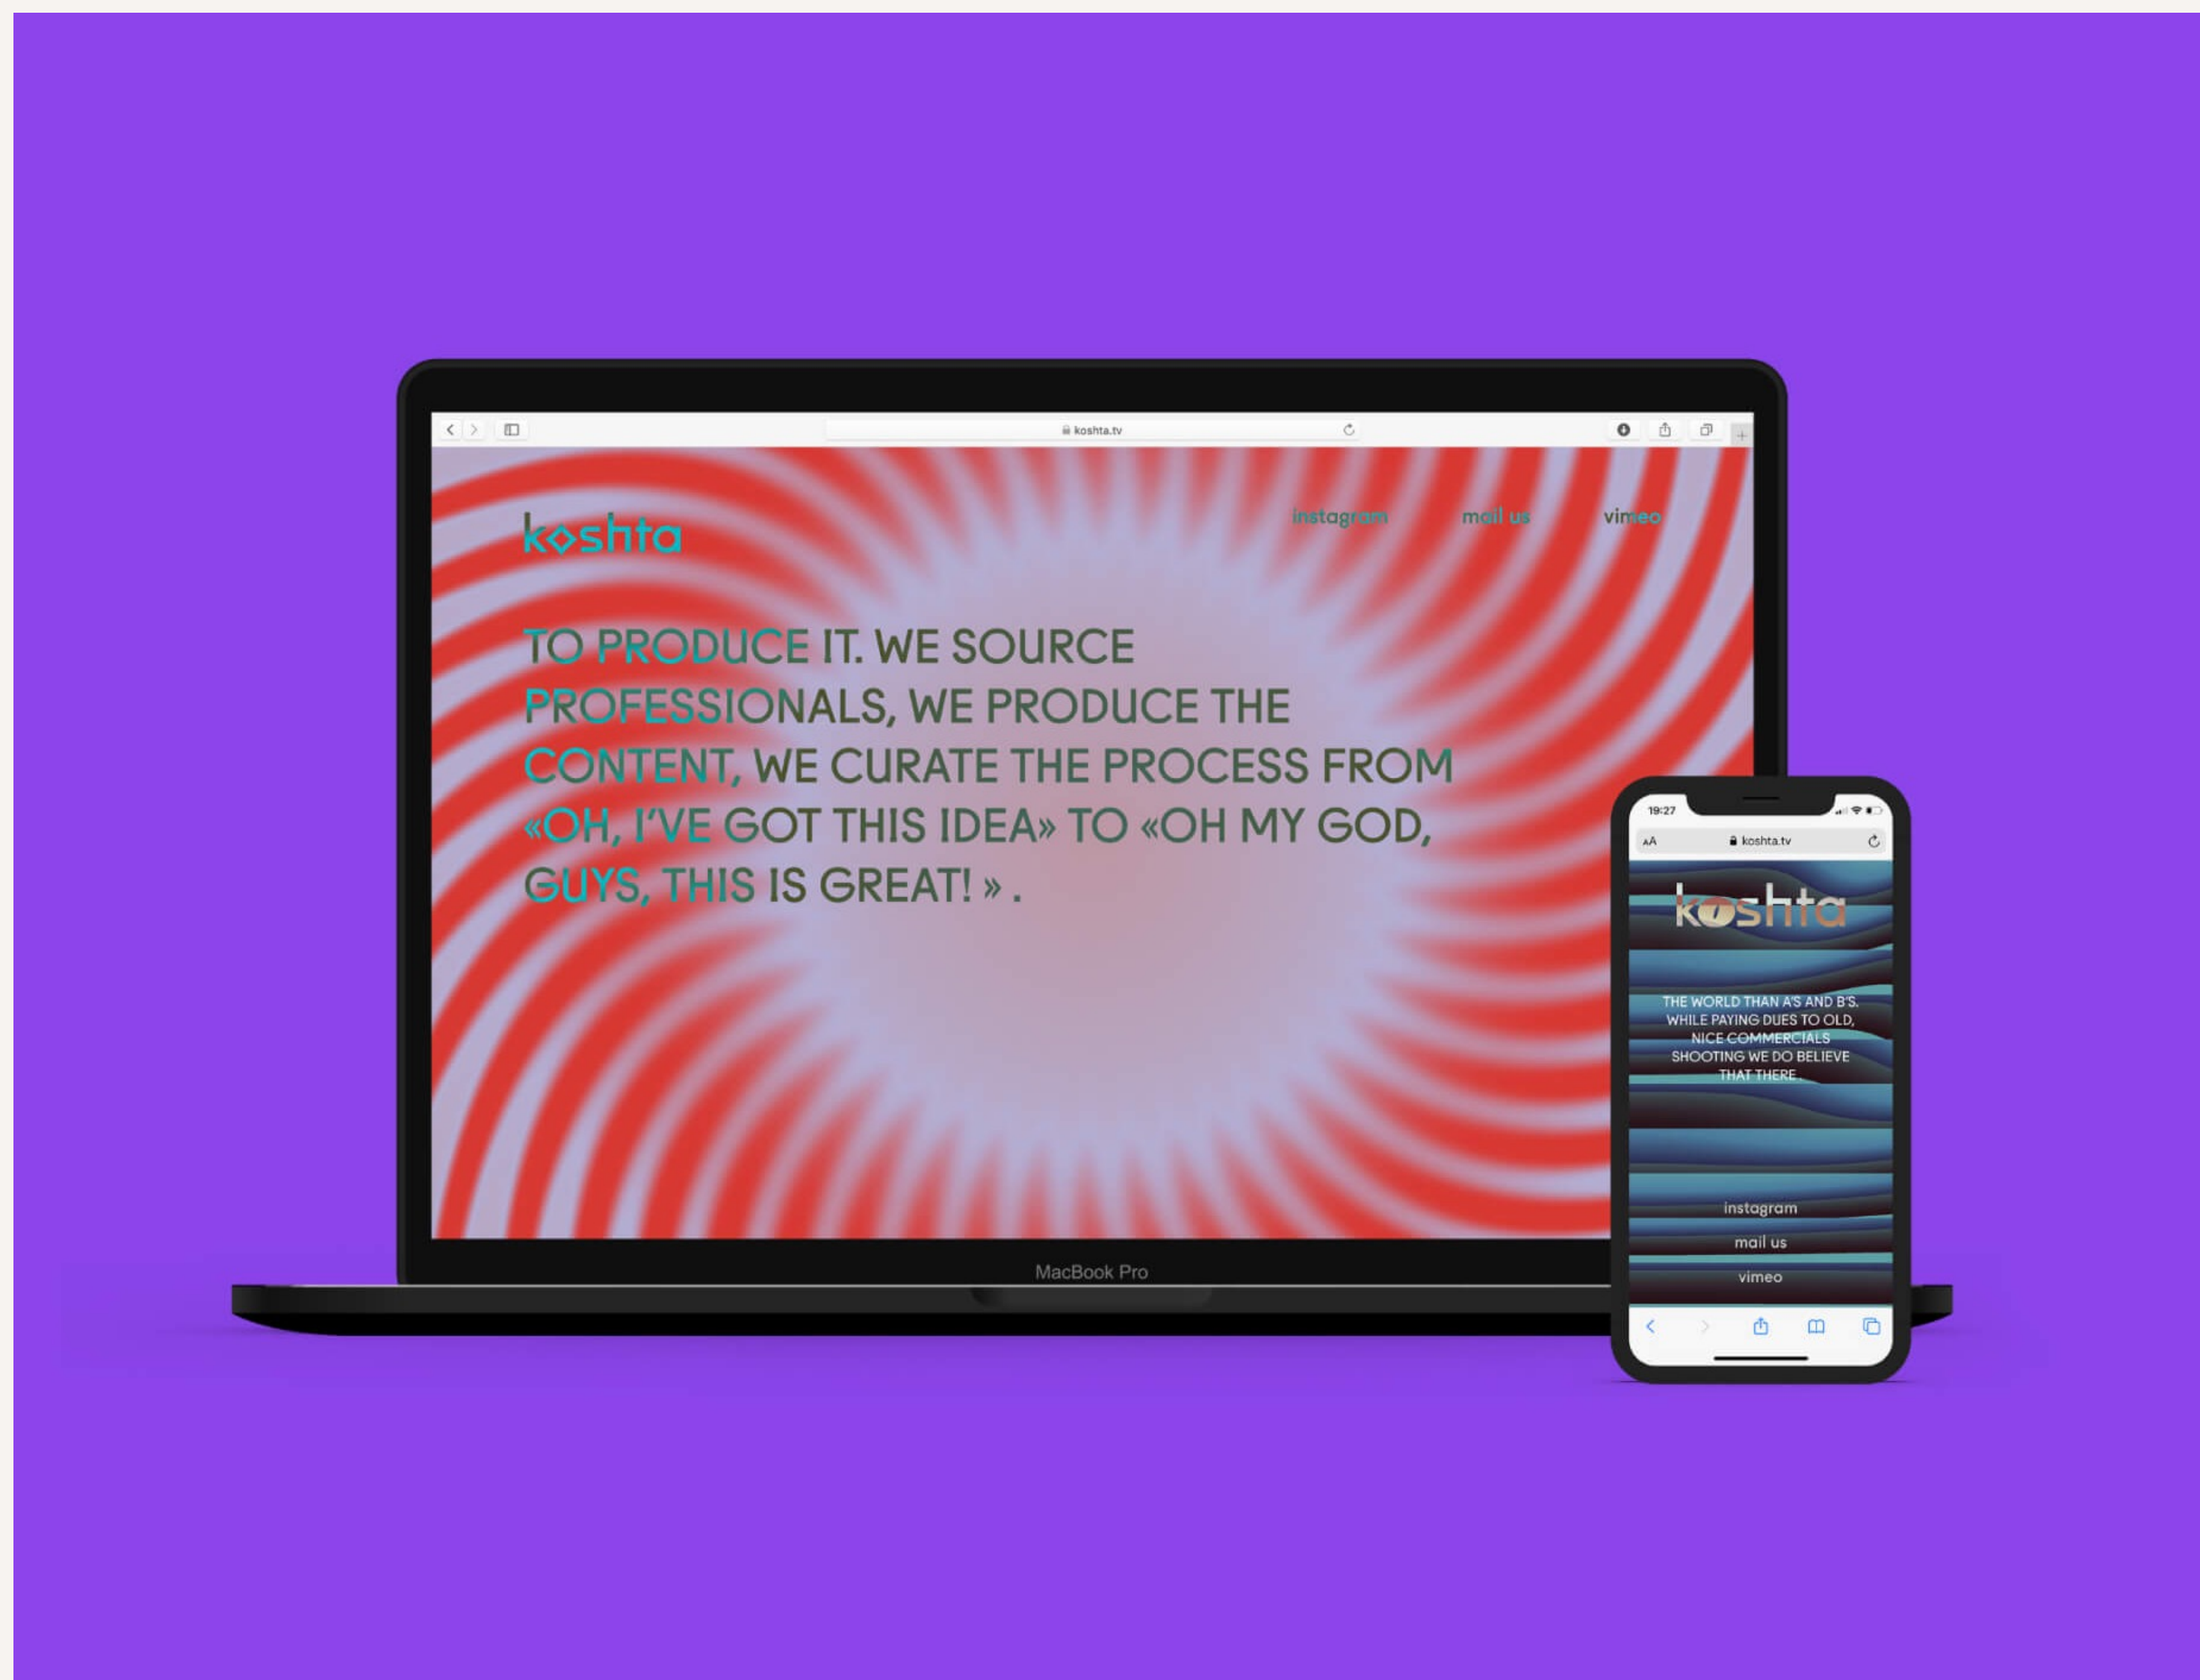 koshta.tv
koshta
instagram mail us vimeo
TO PRODUCE IT. WE SOURCE
PROFESSIONALS, WE PRODUCE THE
CONTENT, WE CURATE THE PROCESS FROM
«OH, I'VE GOT THIS IDEA» TO «OH MY GOD,
GUYS, THIS IS GREAT! » .
MacBook Pro
19:27
AA koshta.tv
koshta
THE WORLD THAN A'S AND B'S.
WHILE PAYING DUES TO OLD,
NICE COMMERCIALS
SHOOTING WE DO BELIEVE
THAT THERE .
instagram
mail us
vimeo